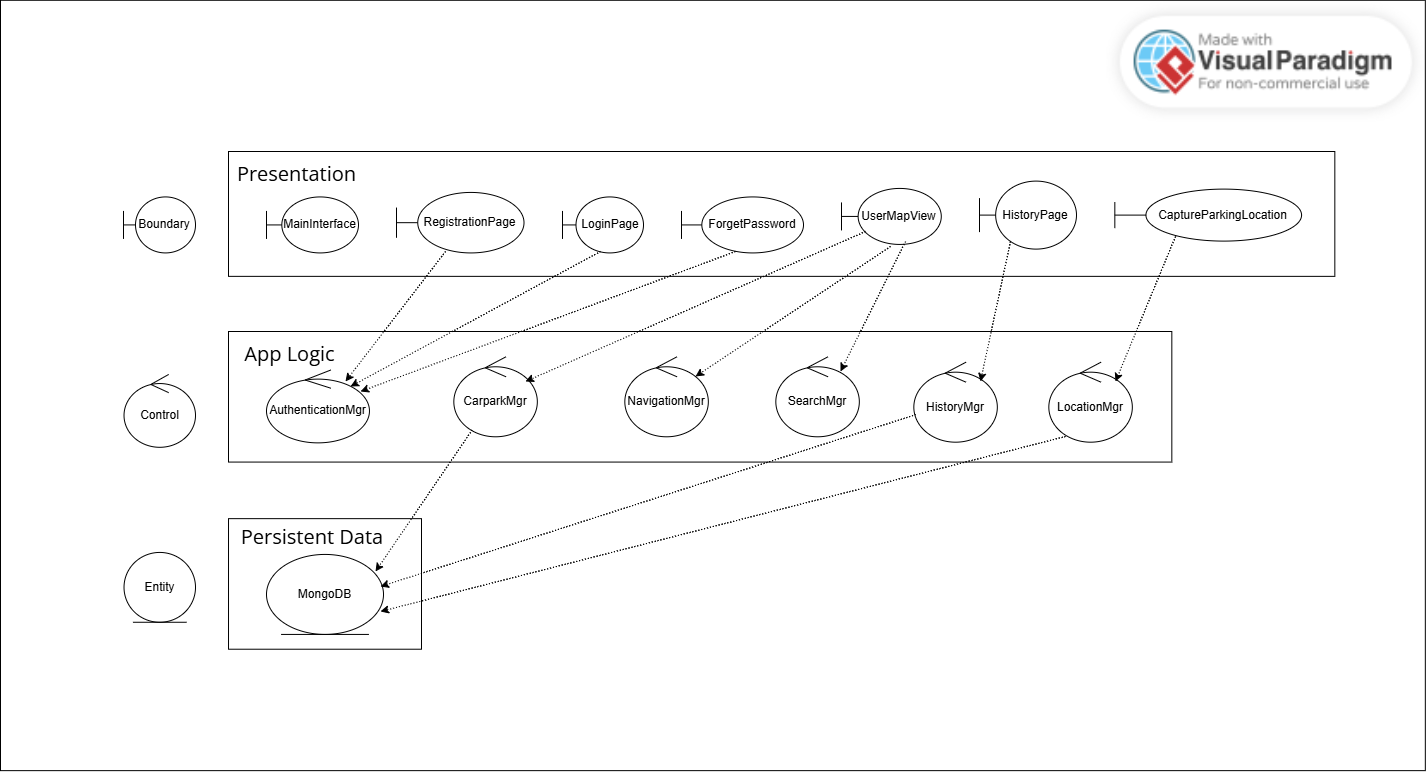 Made with
Visual Paradigm
For non-commercial use
Presentation
Boundary
MainInterface
RegistrationPage
LoginPage
ForgetPassword
UserMapView
HistoryPage
CaptureParkingLocation
App Logic
Control
AuthenticationMgr
CarparkMgr
NavigationMgr
SearchMgr
HistoryMgr
LocationMgr
Persistent Data
Entity
MongoDB